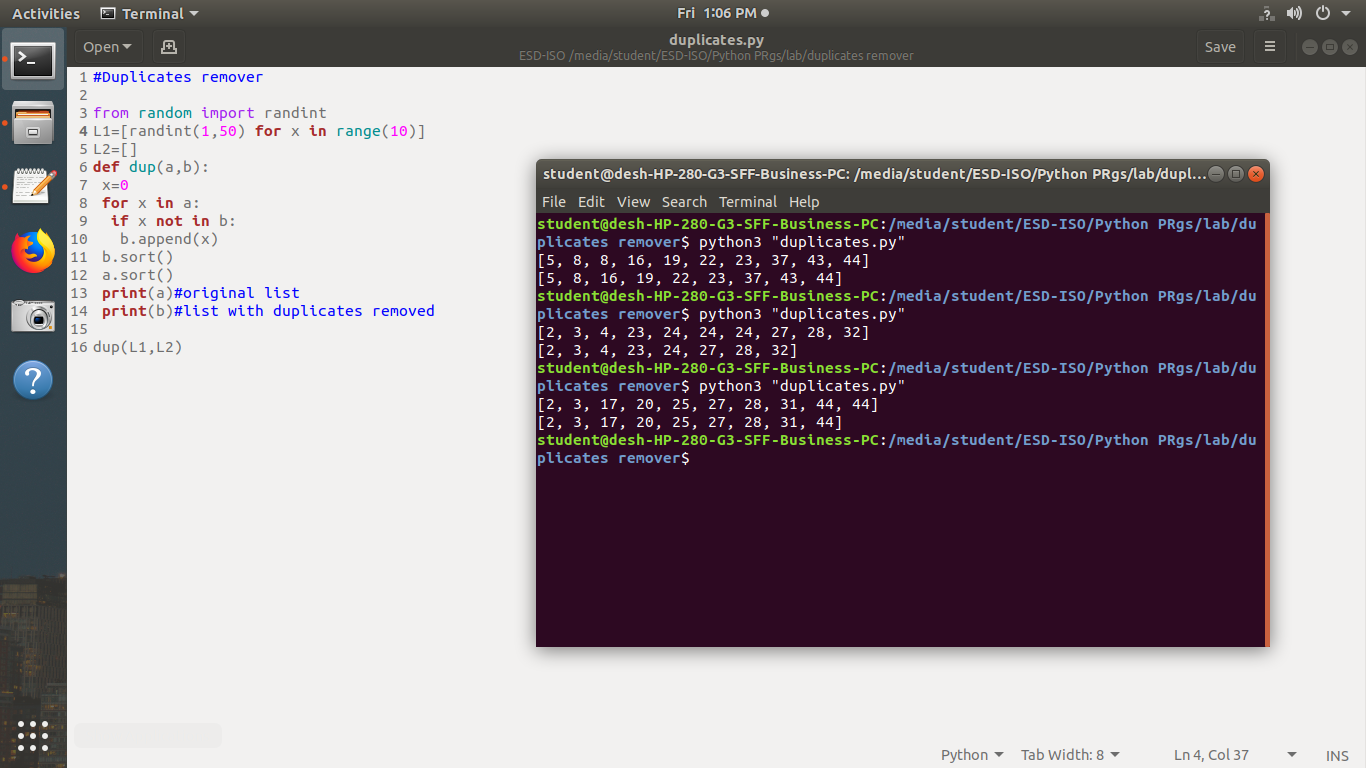 Activities Terminal Fri 1:06 PM
Open duplicates.py Save
ESD-ISO /media/student/ESD-ISO/Python PRgs/lab/duplicates remover
1 #Duplicates remover
2
3 from random import randint
4 L1=[randint(1,50) for x in range(10)]
5 L2=[]
6 def dup(a,b):
7  x=0
8  for x in a:
9   if x not in b:
10    b.append(x)
11  b.sort()
12  a.sort()
13  print(a)#original list
14  print(b)#list with duplicates removed
15
16 dup(L1,L2)
student@desh-HP-280-G3-SFF-Business-PC: /media/student/ESD-ISO/Python PRgs/lab/dupl...
File Edit View Search Terminal Help
student@desh-HP-280-G3-SFF-Business-PC:/media/student/ESD-ISO/Python PRgs/lab/du
plicates remover$ python3 "duplicates.py"
[5, 8, 8, 16, 19, 22, 23, 37, 43, 44]
[5, 8, 16, 19, 22, 23, 37, 43, 44]
student@desh-HP-280-G3-SFF-Business-PC:/media/student/ESD-ISO/Python PRgs/lab/du
plicates remover$ python3 "duplicates.py"
[2, 3, 4, 23, 24, 24, 24, 27, 28, 32]
[2, 3, 4, 23, 24, 27, 28, 32]
student@desh-HP-280-G3-SFF-Business-PC:/media/student/ESD-ISO/Python PRgs/lab/du
plicates remover$ python3 "duplicates.py"
[2, 3, 17, 20, 25, 27, 28, 31, 44, 44]
[2, 3, 17, 20, 25, 27, 28, 31, 44]
student@desh-HP-280-G3-SFF-Business-PC:/media/student/ESD-ISO/Python PRgs/lab/du
plicates remover$
Python Tab Width: 8 Ln 4, Col 37 INS